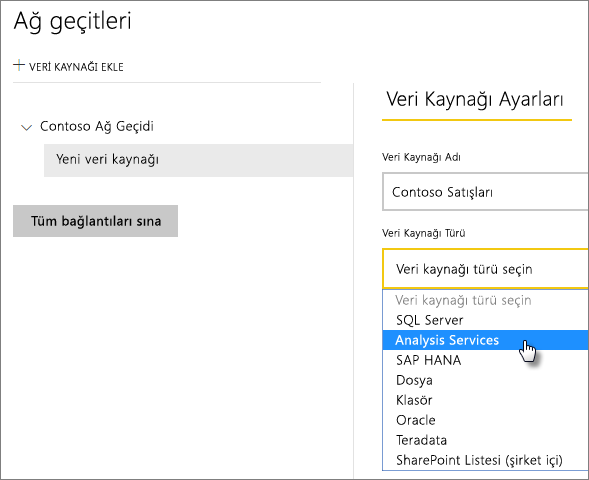 Ağ geçitleri
VERİ KAYNAĞI EKLE
Contoso Ağ Geçidi
Yeni veri kaynağı
Tüm bağlantıları sına
Veri Kaynağı Ayarları
Veri Kaynağı Adı
Contoso Satışları
Veri Kaynağı Türü
Veri kaynağı türü seçin
Veri kaynağı türü seçin
SQL Server
Analysis Services
SAP HANA
Dosya
Klasör
Oracle
Teradata
SharePoint Listesi (şirket içi)